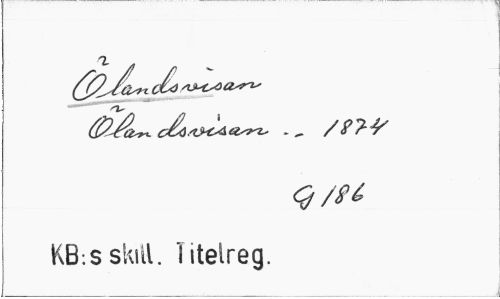 Ölandsvisan
Ölandsvisan .. 1874
G 186
KB:s skill. Titelreg.